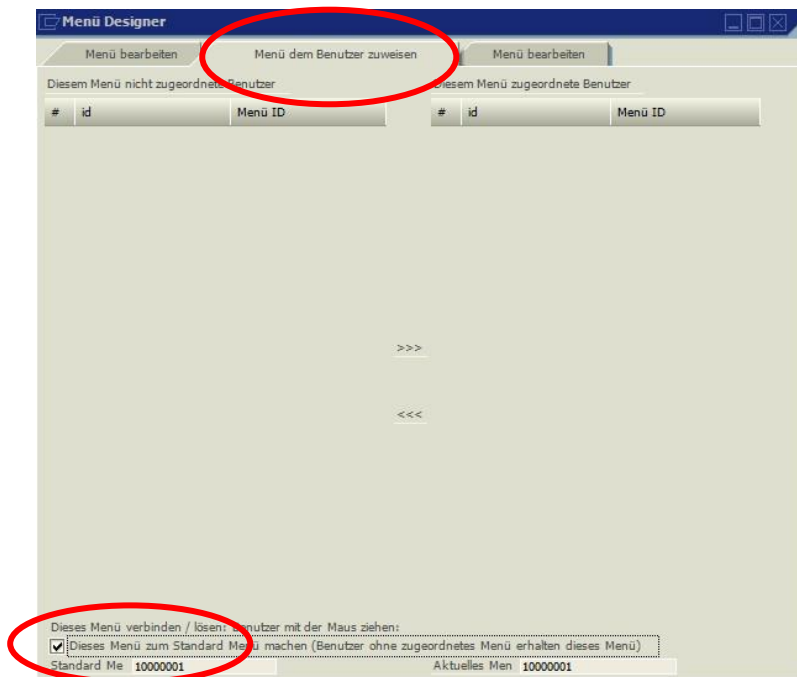 Menü Designer
Menü bearbeiten Menü dem Benutzer zuweisen Menü bearbeiten
Diesem Menü nicht zugeordnete Benutzer Diesem Menü zugeordnete Benutzer
# id Menü ID # id Menü ID
>>>
<<<
Dieses Menü verbinden / lösen: Benutzer mit der Maus ziehen:
Dieses Menü zum Standard Menü machen (Benutzer ohne zugeordnetes Menü erhalten dieses Menü)
Standard Me 10000001 Aktuelles Men 10000001